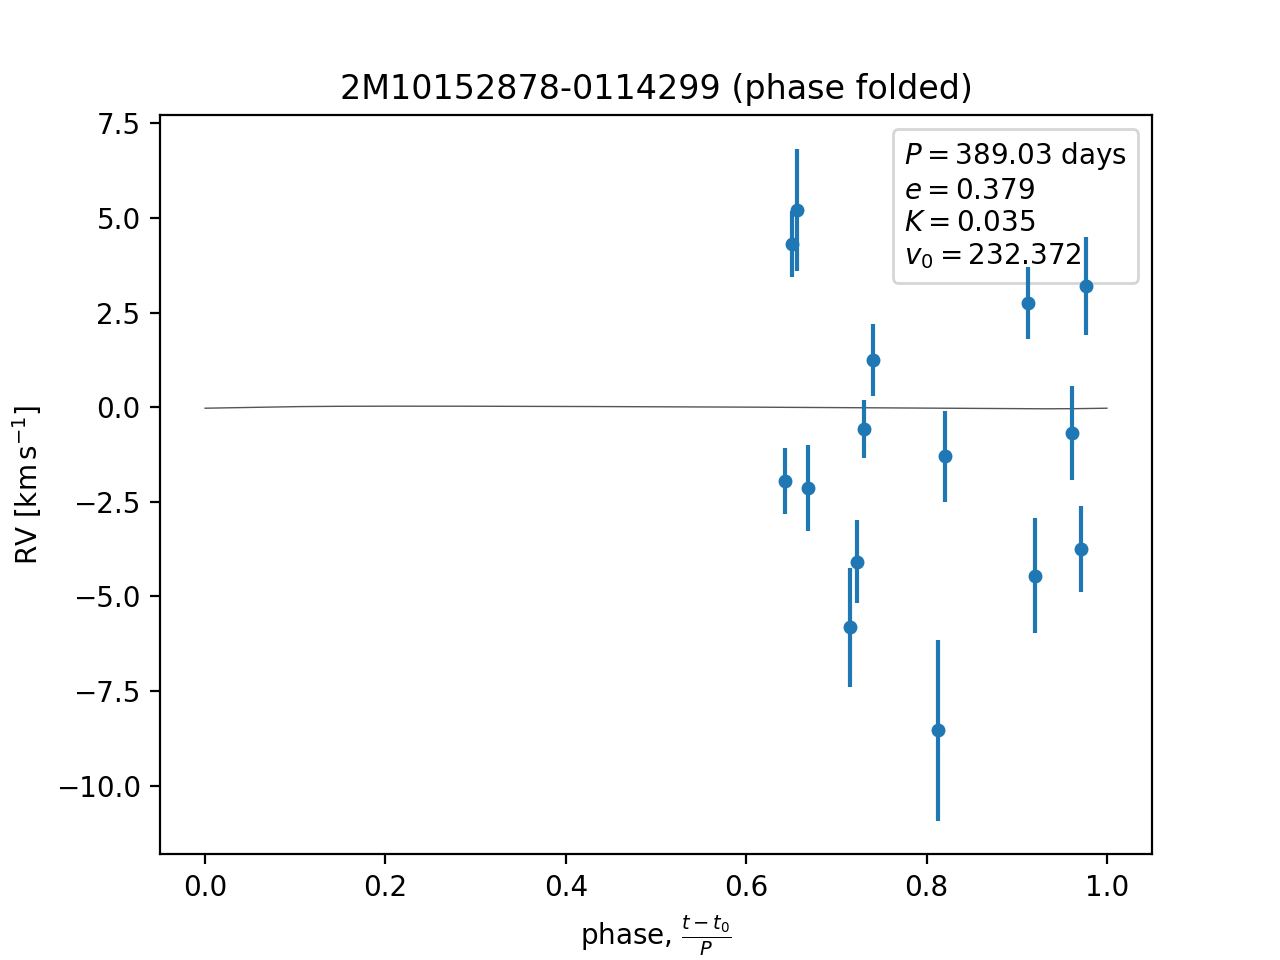 2M10152878-0114299 (phase folded)
P = 389.03 days
e = 0.379
K = 0.035
v₀ = 232.372
RV [km s⁻¹]
7.5
5.0
2.5
0.0
−2.5
−5.0
−7.5
−10.0
0.0 0.2 0.4 0.6 0.8 1.0
phase, (t − t₀)/P